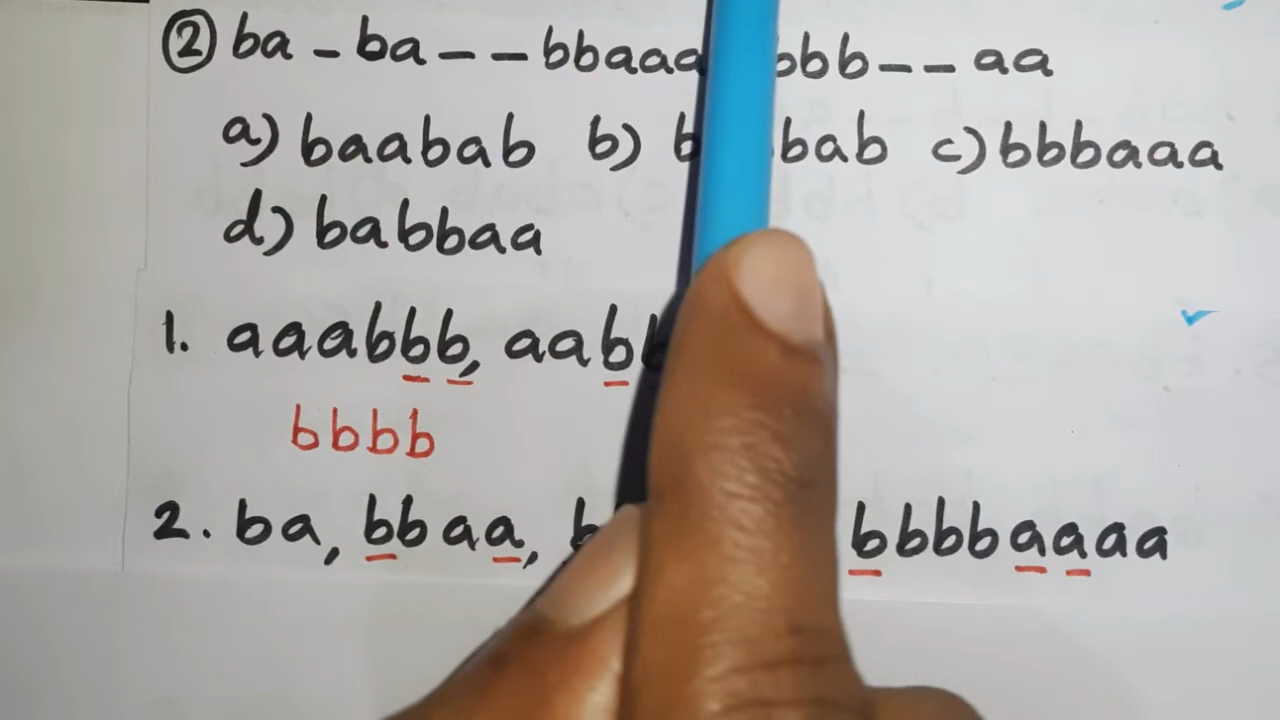 ② ba - ba - - bbaaa bbb - - aa
a) baabab b) b bab c) bbbaaa
d) babbaa
1. aaabbb, aab
bbbb
2. ba, bbaa, bbbbaaaa